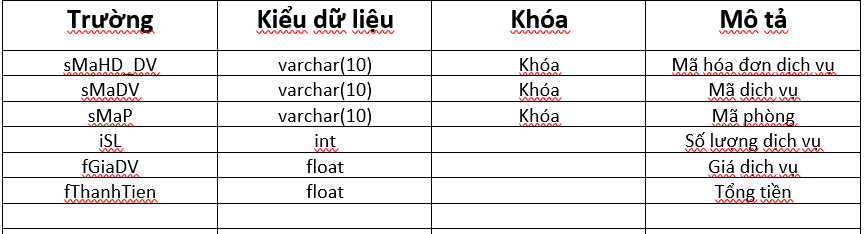 Trường Kiểu dữ liệu Khóa Mô tả
sMaHD_DV varchar(10) Khóa Mã hóa đơn dịch vụ
sMaDV varchar(10) Khóa Mã dịch vụ
sMaP varchar(10) Khóa Mã phòng
iSL int Số lượng dịch vụ
fGiaDV float Giá dịch vụ
fThanhTien float Tổng tiền